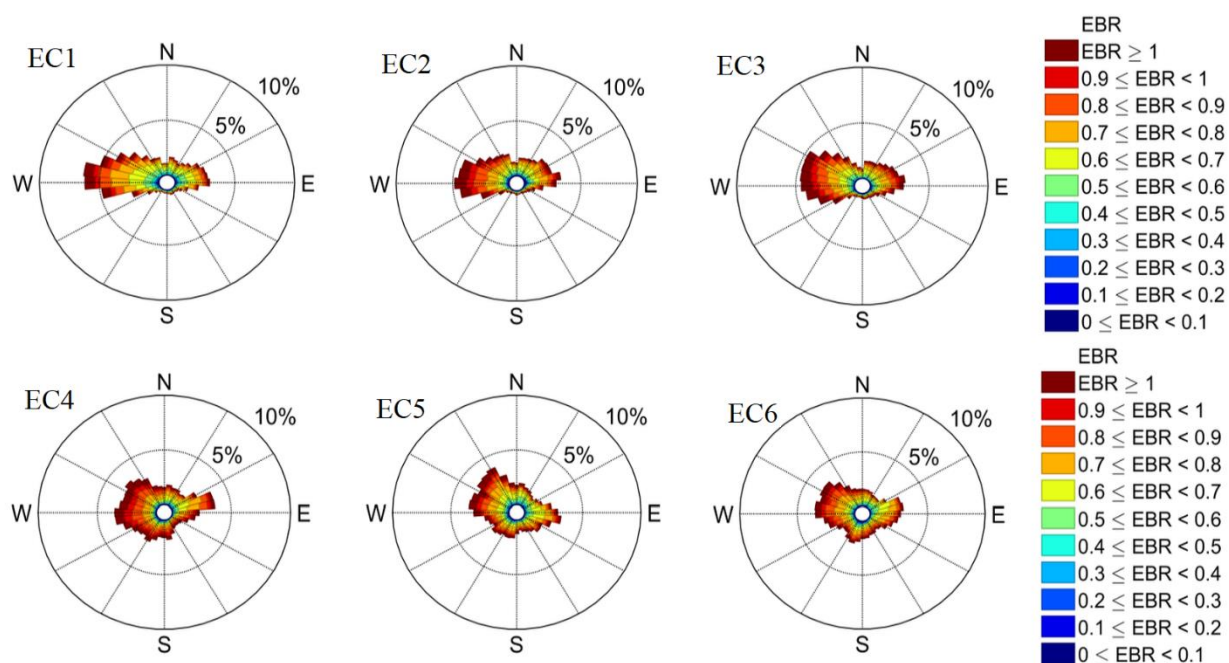 EC1
N
10%
5%
W
E
S
EC2
N
10%
5%
W
E
S
EC3
N
10%
5%
W
E
S
EBR
EBR ≥ 1
0.9 ≤ EBR < 1
0.8 ≤ EBR < 0.9
0.7 ≤ EBR < 0.8
0.6 ≤ EBR < 0.7
0.5 ≤ EBR < 0.6
0.4 ≤ EBR < 0.5
0.3 ≤ EBR < 0.4
0.2 ≤ EBR < 0.3
0.1 ≤ EBR < 0.2
0 ≤ EBR < 0.1
EC4
N
10%
5%
W
E
S
EC5
N
10%
5%
W
E
S
EC6
N
10%
5%
W
E
S
EBR
EBR ≥ 1
0.9 ≤ EBR < 1
0.8 ≤ EBR < 0.9
0.7 ≤ EBR < 0.8
0.6 ≤ EBR < 0.7
0.5 ≤ EBR < 0.6
0.4 ≤ EBR < 0.5
0.3 ≤ EBR < 0.4
0.2 ≤ EBR < 0.3
0.1 ≤ EBR < 0.2
0 < EBR < 0.1